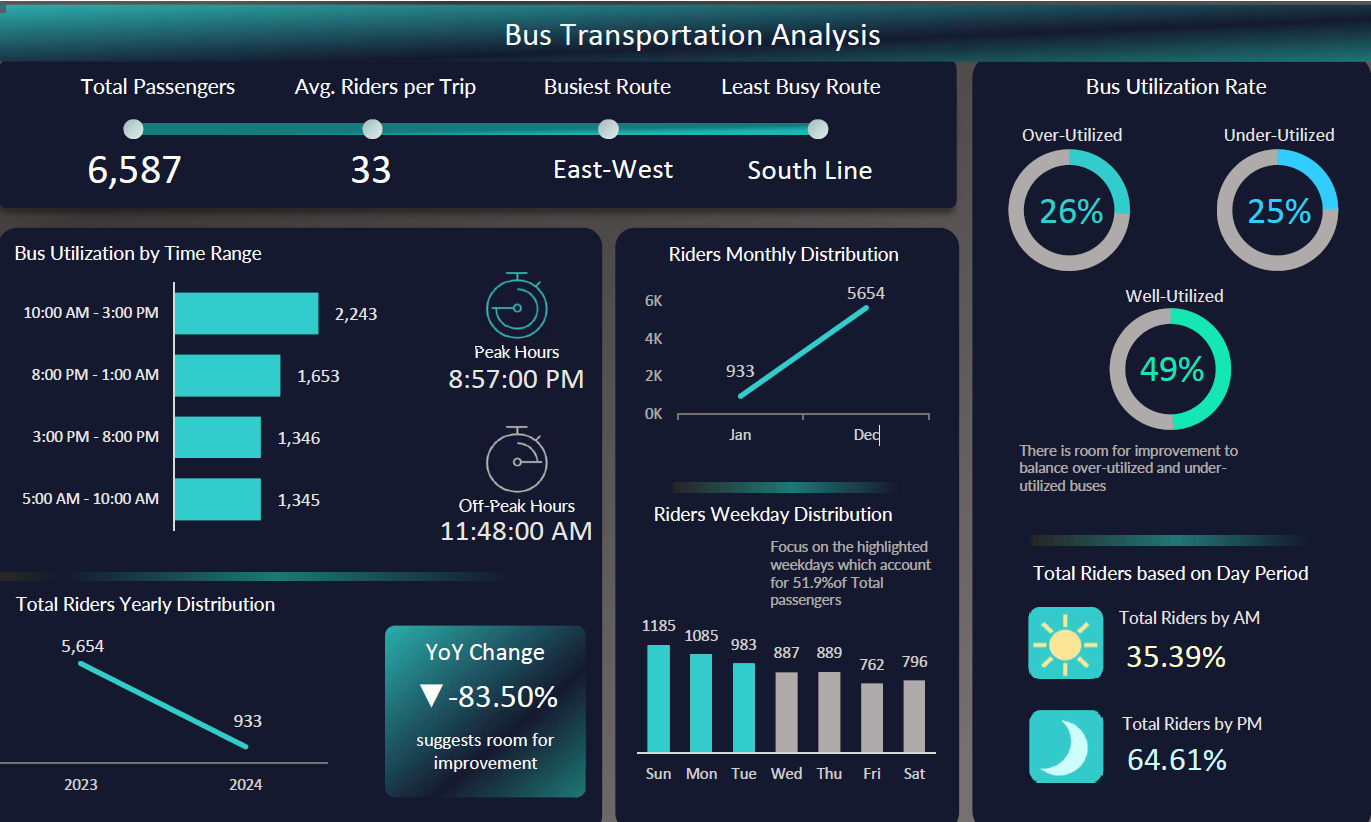 Bus Transportation Analysis
Total Passengers
6,587
Avg. Riders per Trip
33
Busiest Route
East-West
Least Busy Route
South Line
Bus Utilization by Time Range
10:00 AM - 3:00 PM
2,243
8:00 PM - 1:00 AM
1,653
3:00 PM - 8:00 PM
1,346
5:00 AM - 10:00 AM
1,345
Peak Hours
8:57:00 PM
Off-Peak Hours
11:48:00 AM
Total Riders Yearly Distribution
5,654
933
2023
2024
YoY Change
▼-83.50%
suggests room for
improvement
Riders Monthly Distribution
6K
4K
2K
0K
933
5654
Jan
Dec
Riders Weekday Distribution
Focus on the highlighted
weekdays which account
for 51.9%of Total
passengers
1185
1085
983
887
889
762
796
Sun
Mon
Tue
Wed
Thu
Fri
Sat
Bus Utilization Rate
Over-Utilized
26%
Under-Utilized
25%
Well-Utilized
49%
There is room for improvement to
balance over-utilized and under-
utilized buses
Total Riders based on Day Period
Total Riders by AM
35.39%
Total Riders by PM
64.61%